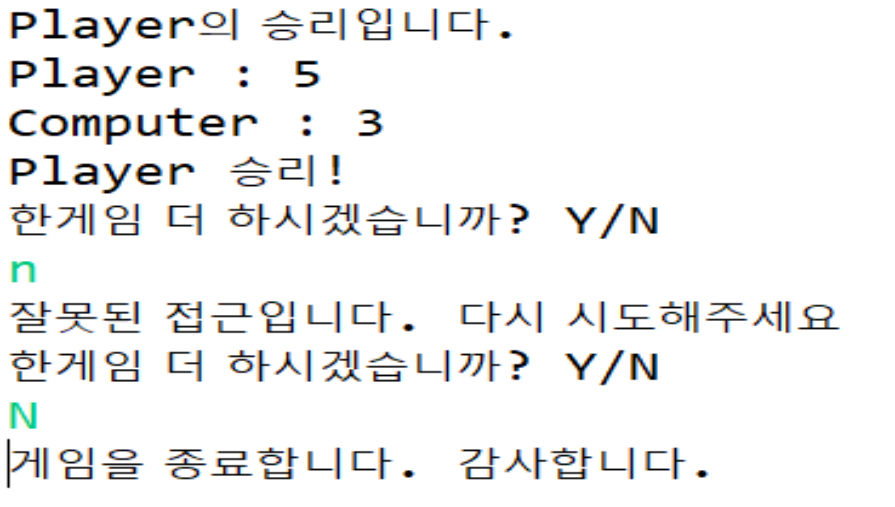 Player의 승리입니다.
Player : 5
Computer : 3
Player 승리!
한게임 더 하시겠습니까? Y/N
n
잘못된 접근입니다. 다시 시도해주세요
한게임 더 하시겠습니까? Y/N
N
게임을 종료합니다. 감사합니다.